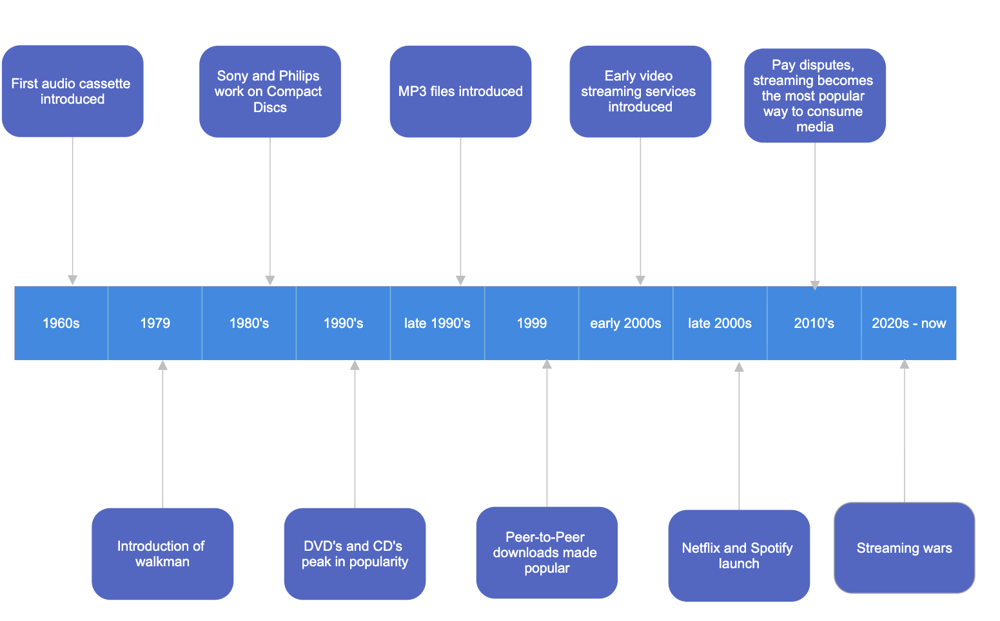 First audio cassette
introduced
Sony and Philips
work on Compact
Discs
MP3 files introduced
Early video
streaming services
introduced
Pay disputes,
streaming becomes
the most popular
way to consume
media
1960s
1979
1980's
1990's
late 1990's
1999
early 2000s
late 2000s
2010's
2020s - now
Introduction of
walkman
DVD's and CD's
peak in popularity
Peer-to-Peer
downloads made
popular
Netflix and Spotify
launch
Streaming wars